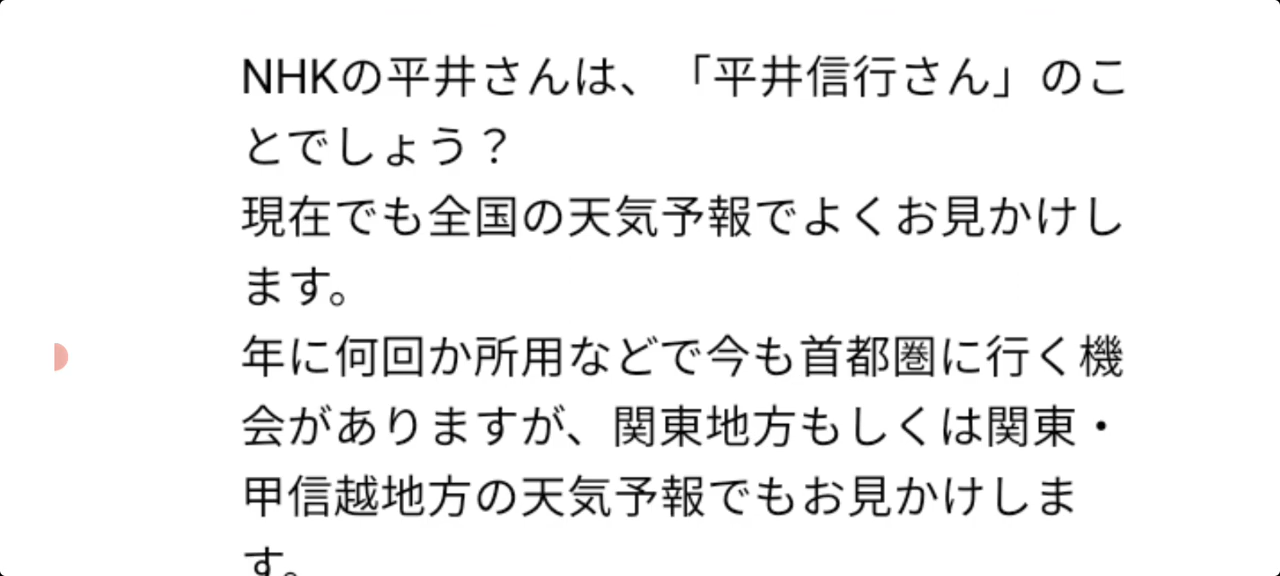 NHKの平井さんは、「平井信行さん」のこ
とでしょう？
現在でも全国の天気予報でよくお見かけし
ます。
年に何回か所用などで今も首都圏に行く機
会がありますが、関東地方もしくは関東・
甲信越地方の天気予報でもお見かけしま
す。